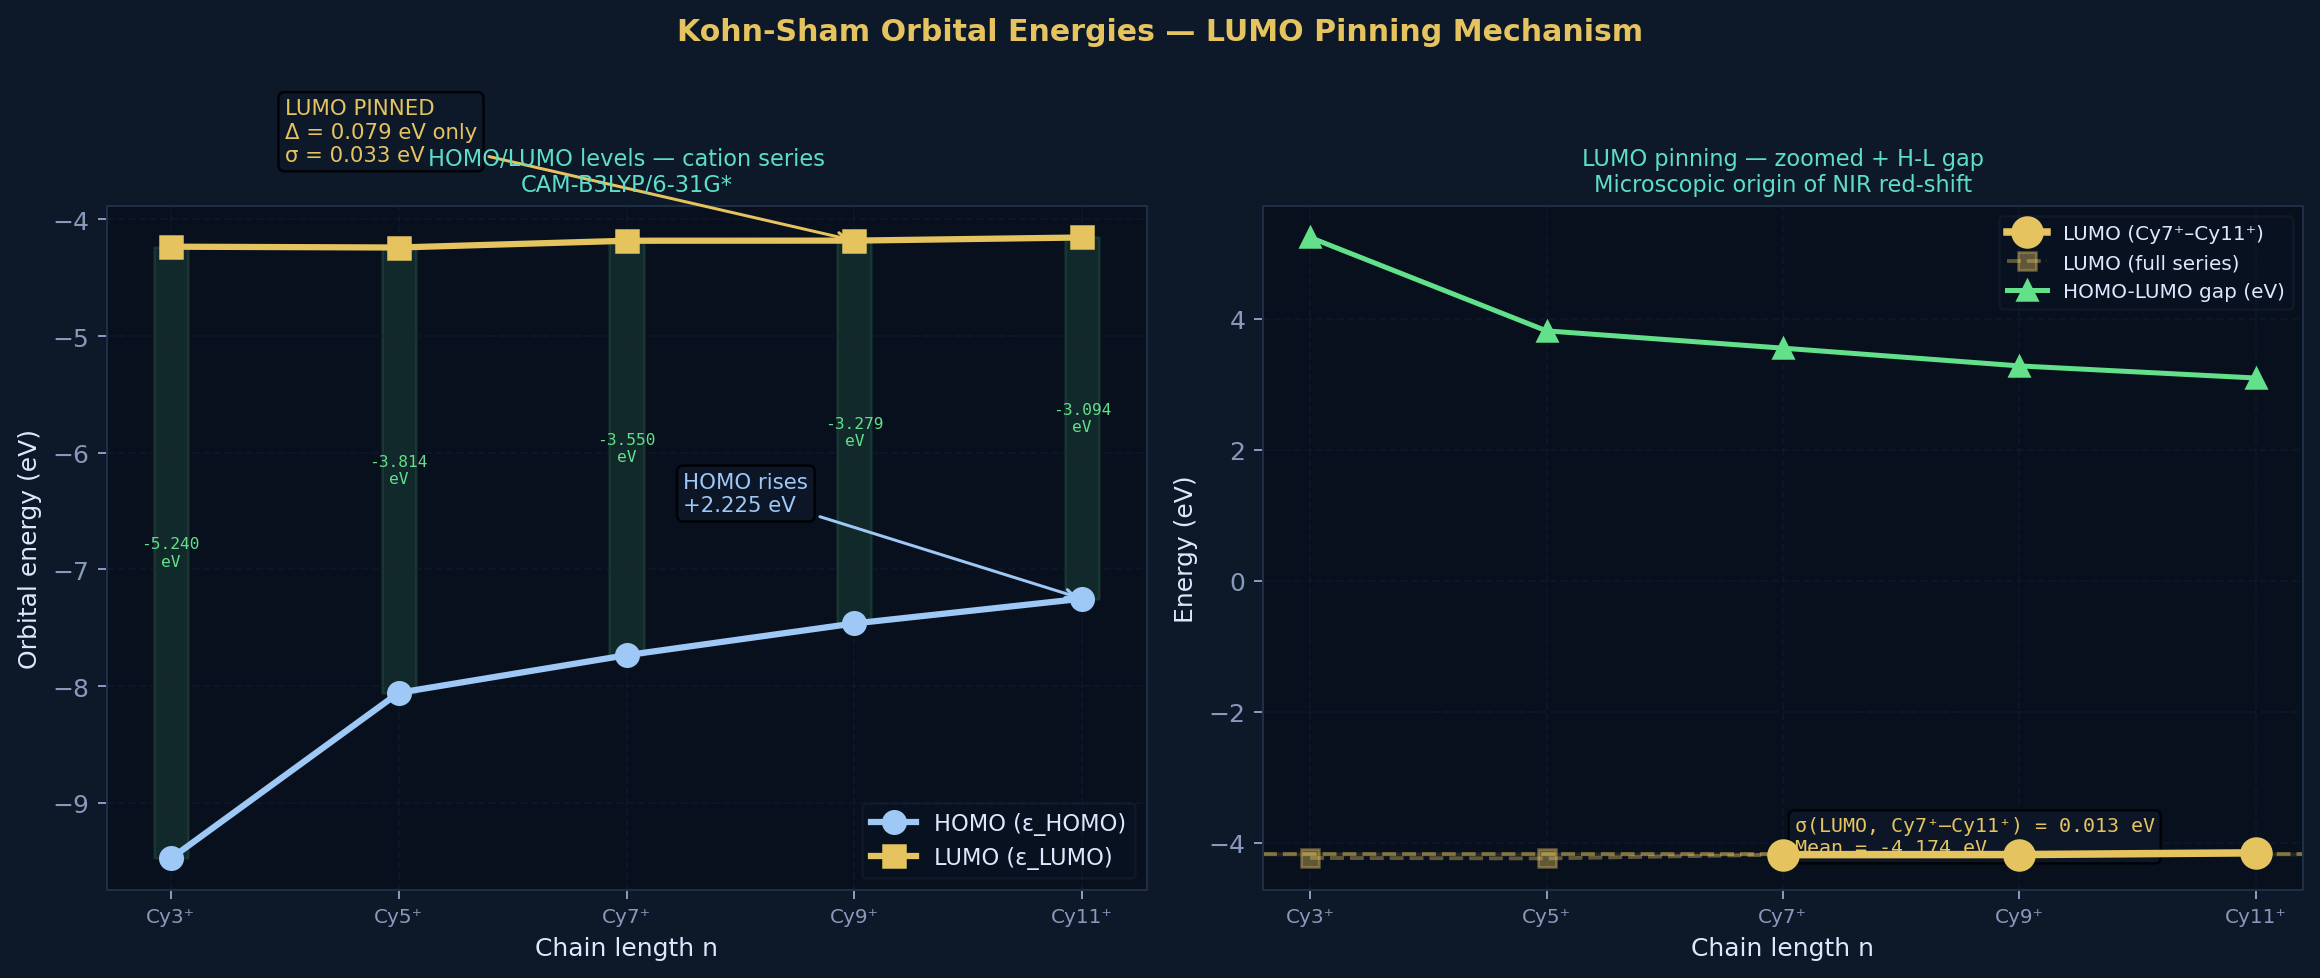 Kohn-Sham Orbital Energies — LUMO Pinning Mechanism
LUMO PINNED
Δ = 0.079 eV only
σ = 0.033 eV
HOMO/LUMO levels — cation series
CAM-B3LYP/6-31G*
−4
−5
−6
−7
−8
−9
Orbital energy (eV)
-5.240
eV
-3.814
eV
-3.550
eV
-3.279
eV
-3.094
eV
HOMO rises
+2.225 eV
HOMO (ε_HOMO)
LUMO (ε_LUMO)
Cy3⁺
Cy5⁺
Cy7⁺
Cy9⁺
Cy11⁺
Chain length n
LUMO pinning — zoomed + H-L gap
Microscopic origin of NIR red-shift
LUMO (Cy7⁺–Cy11⁺)
LUMO (full series)
HOMO-LUMO gap (eV)
4
2
0
−2
−4
Energy (eV)
σ(LUMO, Cy7⁺–Cy11⁺) = 0.013 eV
Mean = -4.174 eV
Cy3⁺
Cy5⁺
Cy7⁺
Cy9⁺
Cy11⁺
Chain length n